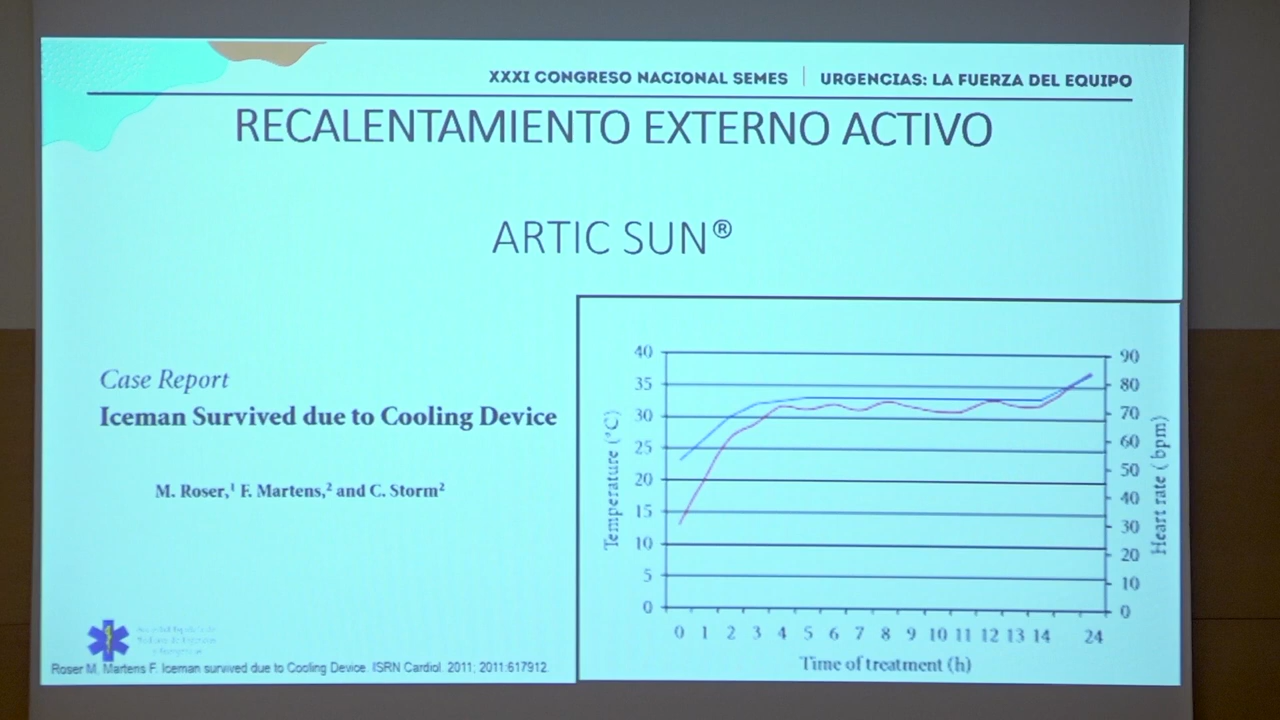 XXXI CONGRESO NACIONAL SEMES | URGENCIAS: LA FUERZA DEL EQUIPO
RECALENTAMIENTO EXTERNO ACTIVO
ARTIC SUN®
Case Report
Iceman Survived due to Cooling Device
M. Roser,¹ F. Martens,² and C. Storm²
Temperature (°C)
40
35
30
25
20
15
10
5
0
90
80
70
60
50
40
30
20
10
0
Heart rate (bpm)
0 1 2 3 4 5 6 7 8 9 10 11 12 13 14 24
Time of treatment (h)
Roser M, Martens F. Iceman survived due to Cooling Device. ISRN Cardiol. 2011; 2011:617912.